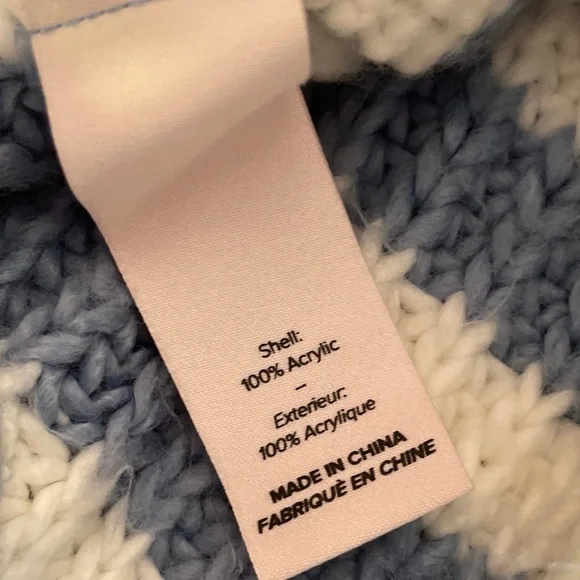 Shell:
100% Acrylic
–
Exterieur:
100% Acrylique
MADE IN CHINA
FABRIQUÈ EN CHINE